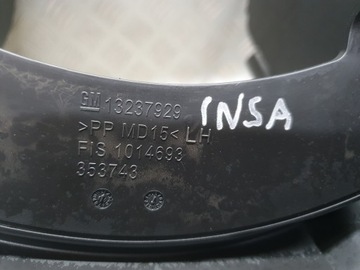 GM 13237929
>PP MD15< LH
FIS 1014693
353743
INSA